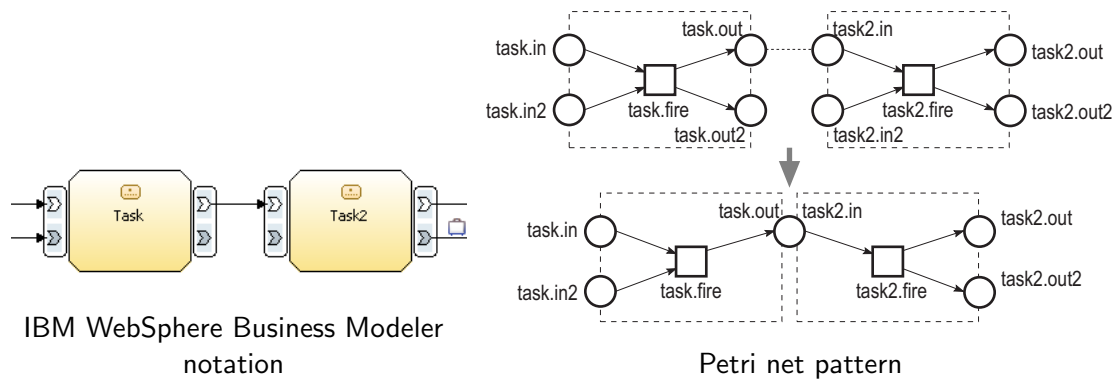 task.in
task.in2
task.fire
task.out
task.out2
task2.in
task2.in2
task2.fire
task2.out
task2.out2
Task
Task2
task.in
task.in2
task.fire
task.out
task2.in
task2.fire
task2.out
task2.out2
IBM WebSphere Business Modeler
notation
Petri net pattern